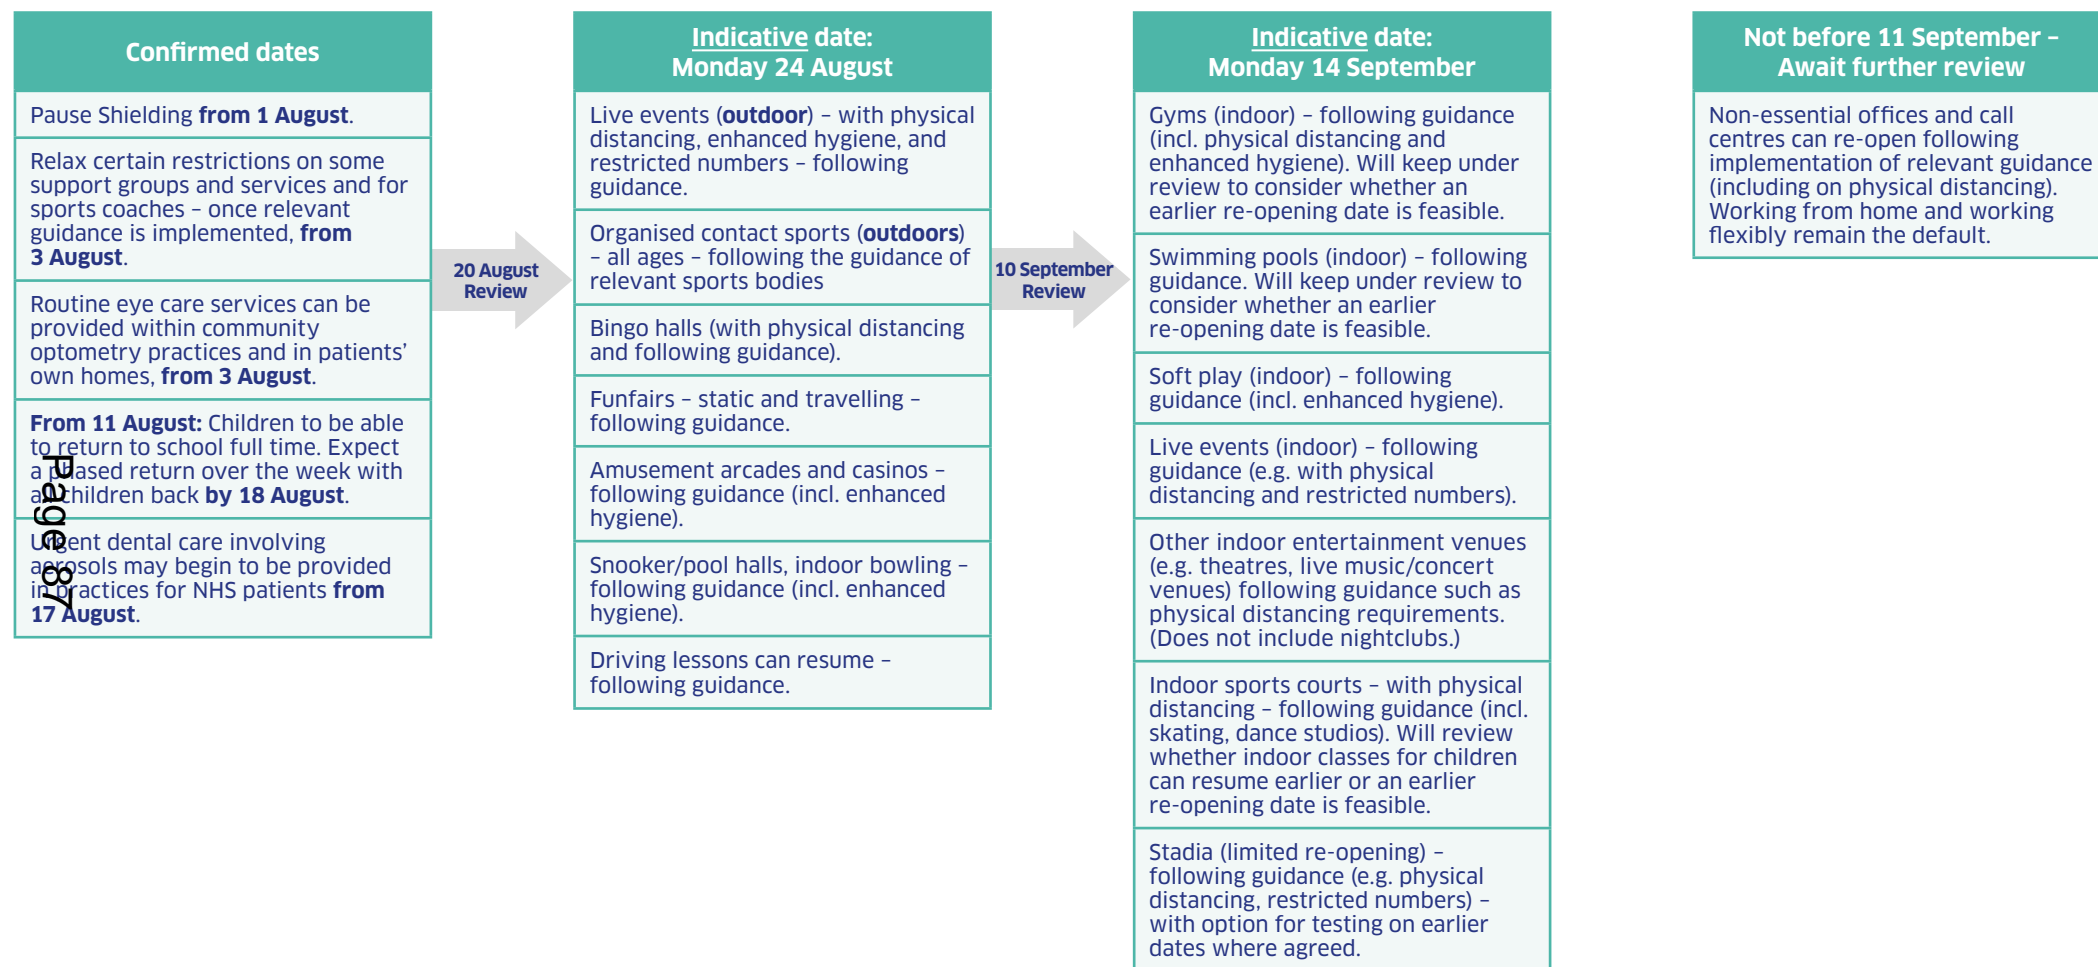 Confirmed dates
Pause Shielding from 1 August.
Relax certain restrictions on some
support groups and services and for
sports coaches – once relevant
guidance is implemented, from
3 August.
Routine eye care services can be
provided within community
optometry practices and in patients'
own homes, from 3 August.
From 11 August: Children to be able
to return to school full time. Expect
a phased return over the week with
all children back by 18 August.
Urgent dental care involving
aerosols may begin to be provided
in practices for NHS patients from
17 August.
Page 87
20 August
Review
Indicative date:
Monday 24 August
Live events (outdoor) – with physical
distancing, enhanced hygiene, and
restricted numbers – following
guidance.
Organised contact sports (outdoors)
– all ages – following the guidance of
relevant sports bodies
Bingo halls (with physical distancing
and following guidance).
Funfairs – static and travelling –
following guidance.
Amusement arcades and casinos –
following guidance (incl. enhanced
hygiene).
Snooker/pool halls, indoor bowling –
following guidance (incl. enhanced
hygiene).
Driving lessons can resume –
following guidance.
10 September
Review
Indicative date:
Monday 14 September
Gyms (indoor) – following guidance
(incl. physical distancing and
enhanced hygiene). Will keep under
review to consider whether an
earlier re-opening date is feasible.
Swimming pools (indoor) – following
guidance. Will keep under review to
consider whether an earlier
re-opening date is feasible.
Soft play (indoor) – following
guidance (incl. enhanced hygiene).
Live events (indoor) – following
guidance (e.g. with physical
distancing and restricted numbers).
Other indoor entertainment venues
(e.g. theatres, live music/concert
venues) following guidance such as
physical distancing requirements.
(Does not include nightclubs.)
Indoor sports courts – with physical
distancing – following guidance (incl.
skating, dance studios). Will review
whether indoor classes for children
can resume earlier or an earlier
re-opening date is feasible.
Stadia (limited re-opening) –
following guidance (e.g. physical
distancing, restricted numbers) –
with option for testing on earlier
dates where agreed.
Not before 11 September –
Await further review
Non-essential offices and call
centres can re-open following
implementation of relevant guidance
(including on physical distancing).
Working from home and working
flexibly remain the default.